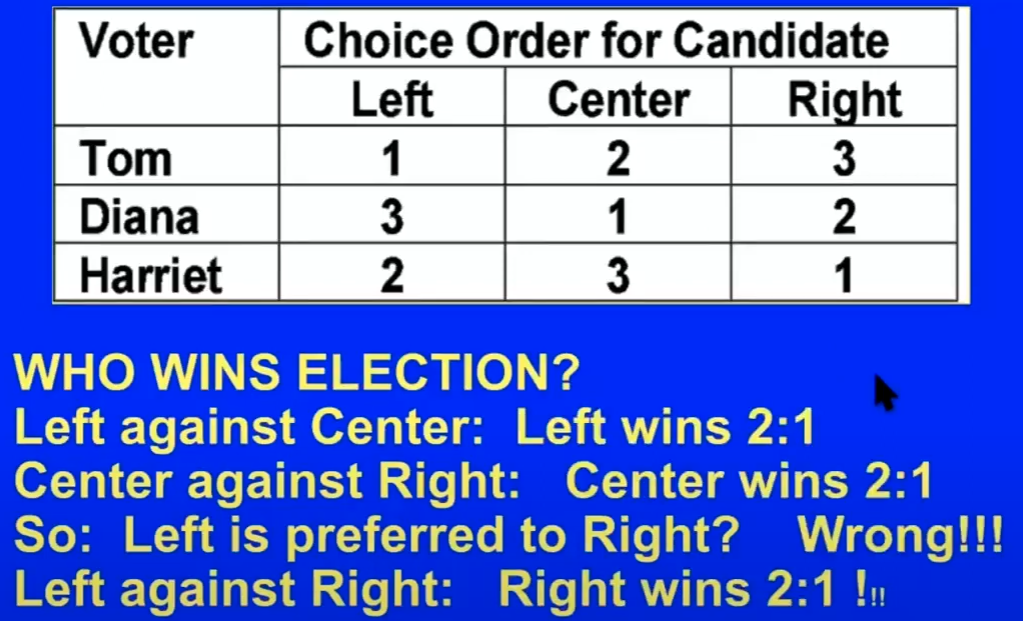 Voter Choice Order for Candidate
Left Center Right
Tom 1 2 3
Diana 3 1 2
Harriet 2 3 1
WHO WINS ELECTION?
Left against Center: Left wins 2:1
Center against Right: Center wins 2:1
So: Left is preferred to Right? Wrong!!!
Left against Right: Right wins 2:1 !!!